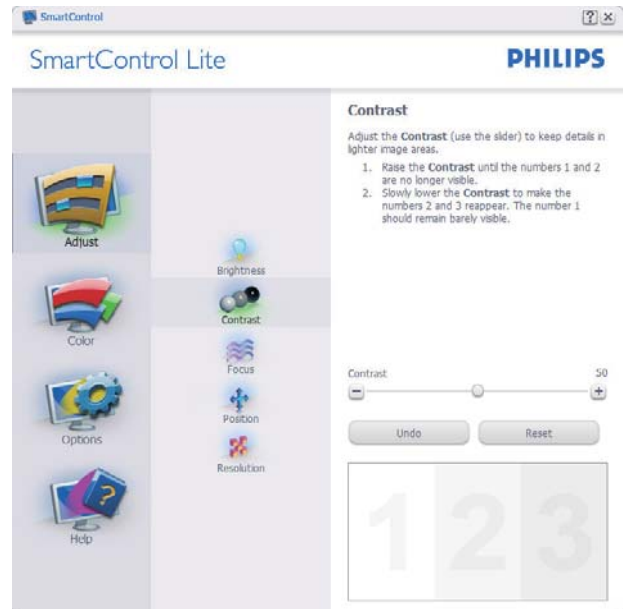 SmartControl
SmartControl Lite
PHILIPS
Adjust
Color
Options
Help
Brightness
Contrast
Focus
Position
Resolution
Contrast
Adjust the Contrast (use the slider) to keep details in
lighter image areas.
1. Raise the Contrast until the numbers 1 and 2
are no longer visible.
2. Slowly lower the Contrast to make the
numbers 2 and 3 reappear. The number 1
should remain barely visible.
Contrast 50
Undo Reset
1 2 3